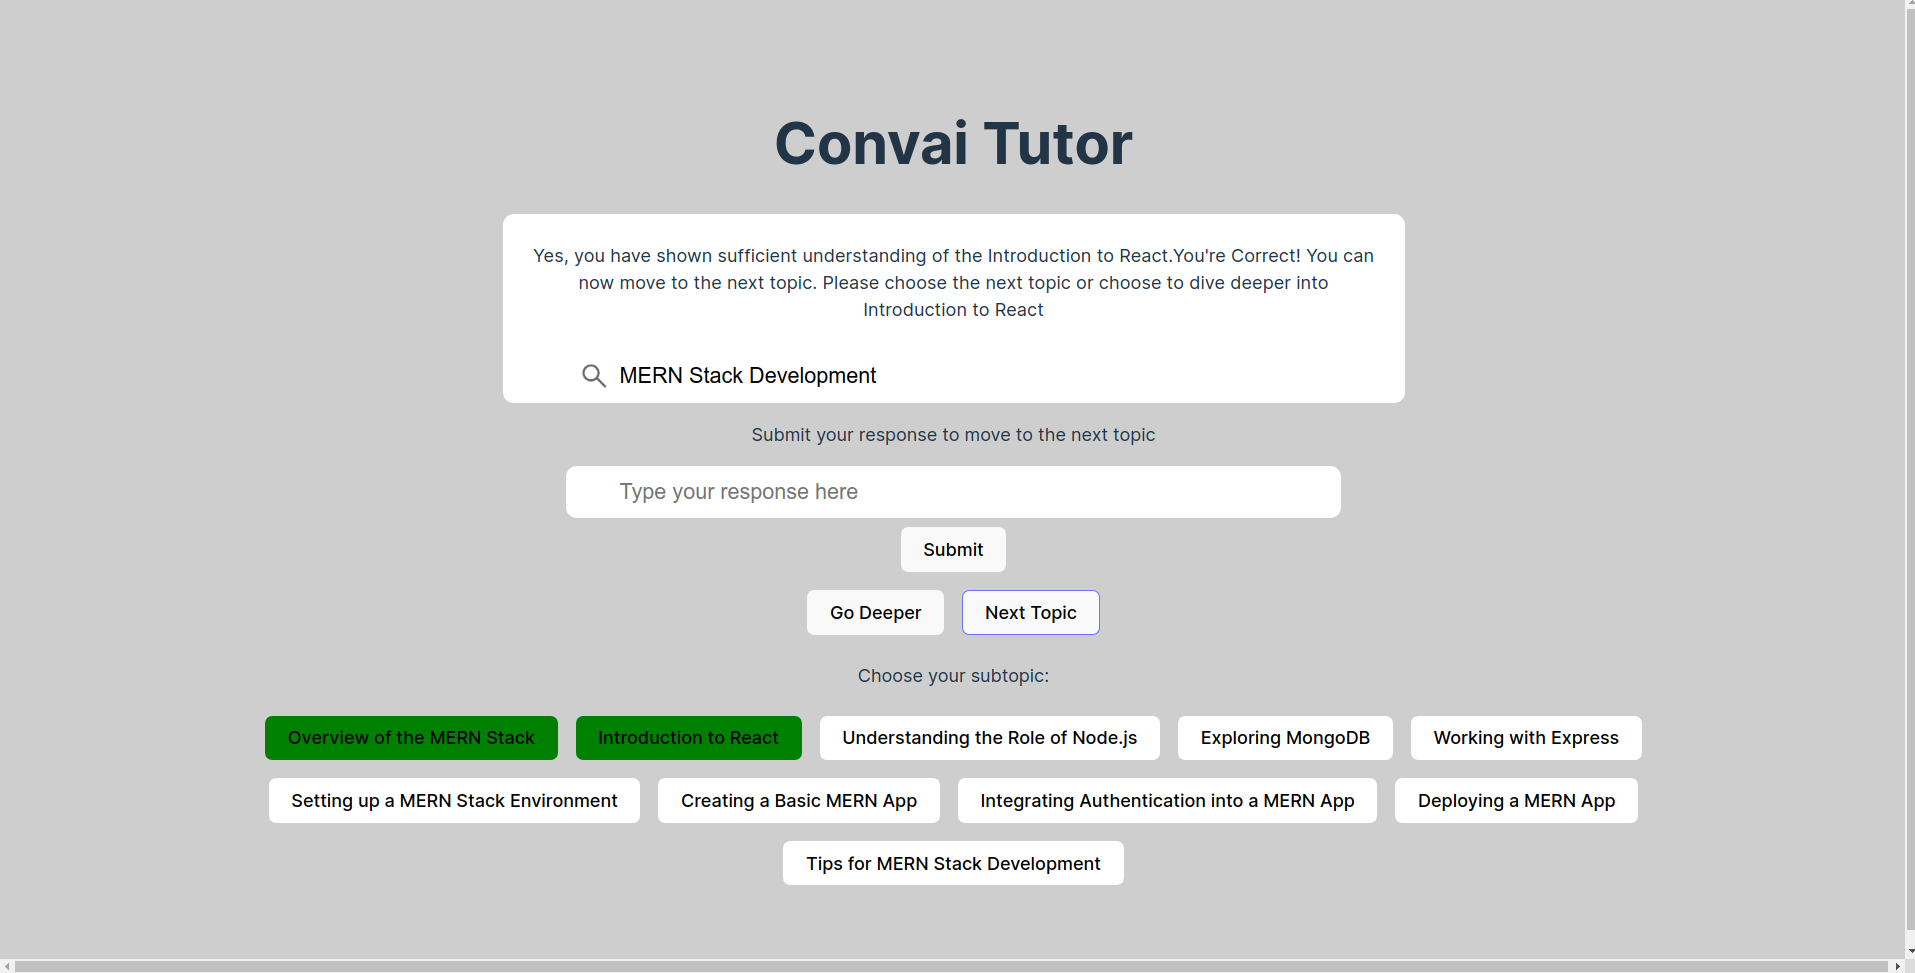 Convai Tutor
Yes, you have shown sufficient understanding of the Introduction to React.You're Correct! You can
now move to the next topic. Please choose the next topic or choose to dive deeper into
Introduction to React
MERN Stack Development
Submit your response to move to the next topic
Type your response here
Submit
Go Deeper Next Topic
Choose your subtopic:
Overview of the MERN Stack Introduction to React Understanding the Role of Node.js Exploring MongoDB Working with Express
Setting up a MERN Stack Environment Creating a Basic MERN App Integrating Authentication into a MERN App Deploying a MERN App
Tips for MERN Stack Development